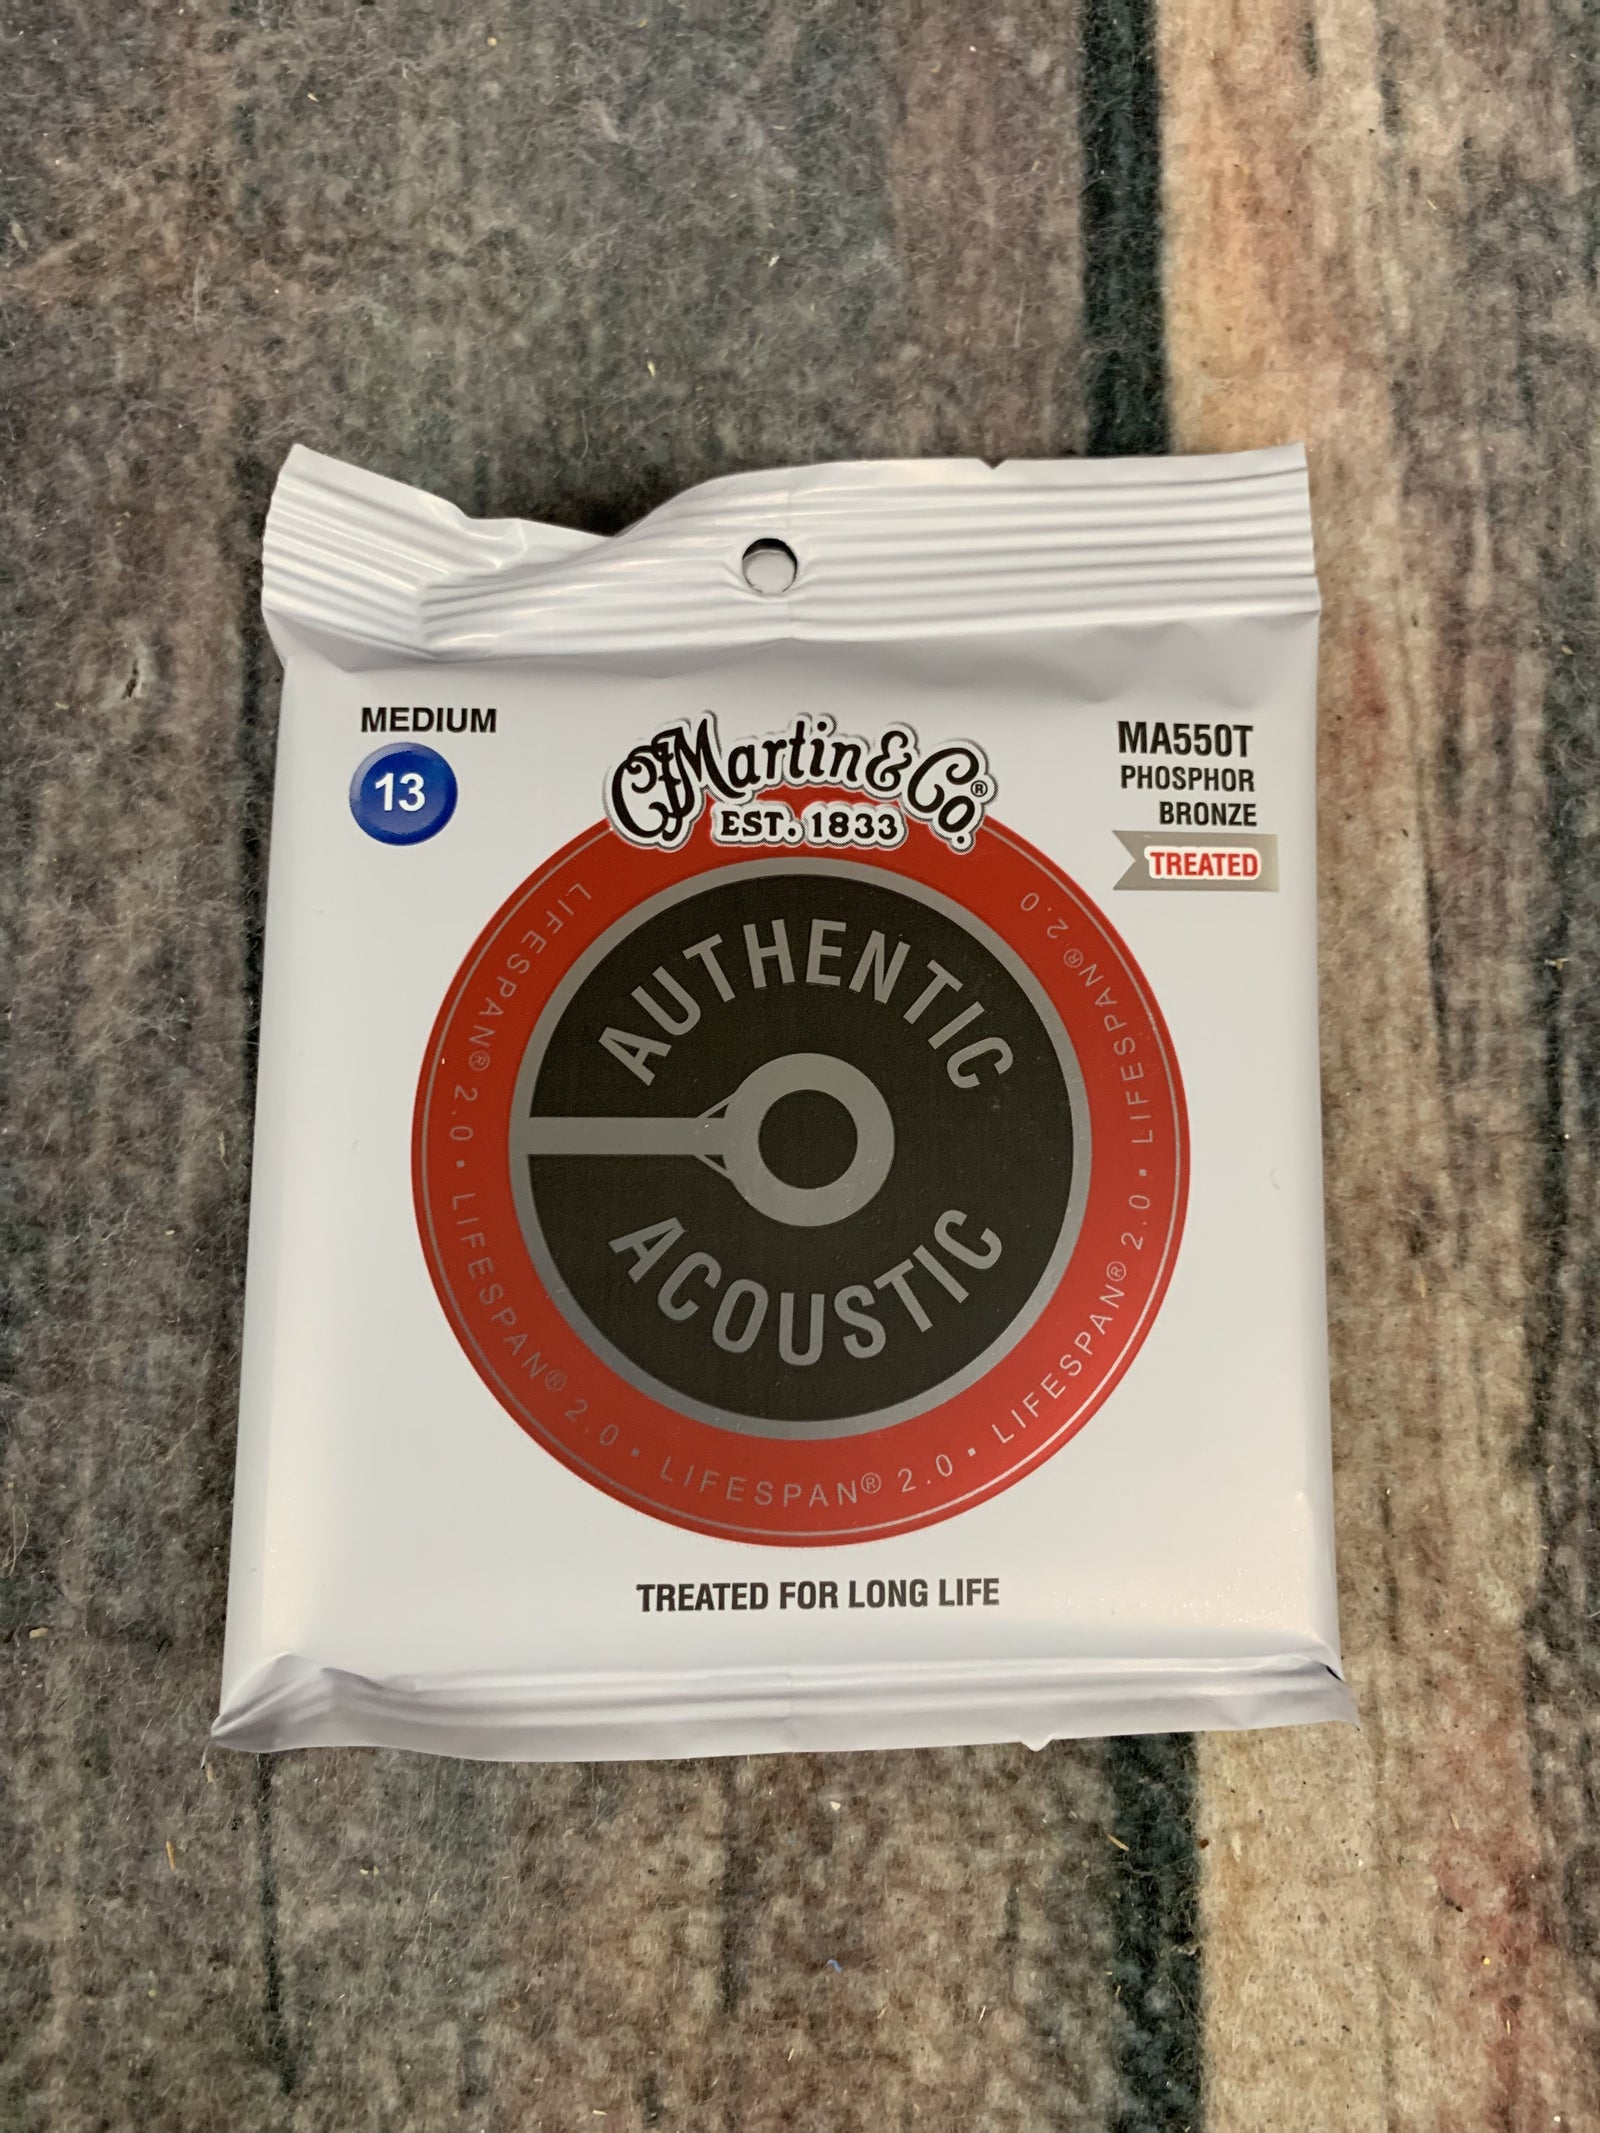 MEDIUM
13
CF Martin & Co.®
EST. 1833
MA550T
PHOSPHOR
BRONZE
TREATED
AUTHENTIC
ACOUSTIC
LIFESPAN® 2.0 • LIFESPAN® 2.0 • LIFESPAN® 2.0 • LIFESPAN® 2.0 • LIFESPAN® 2.0
TREATED FOR LONG LIFE